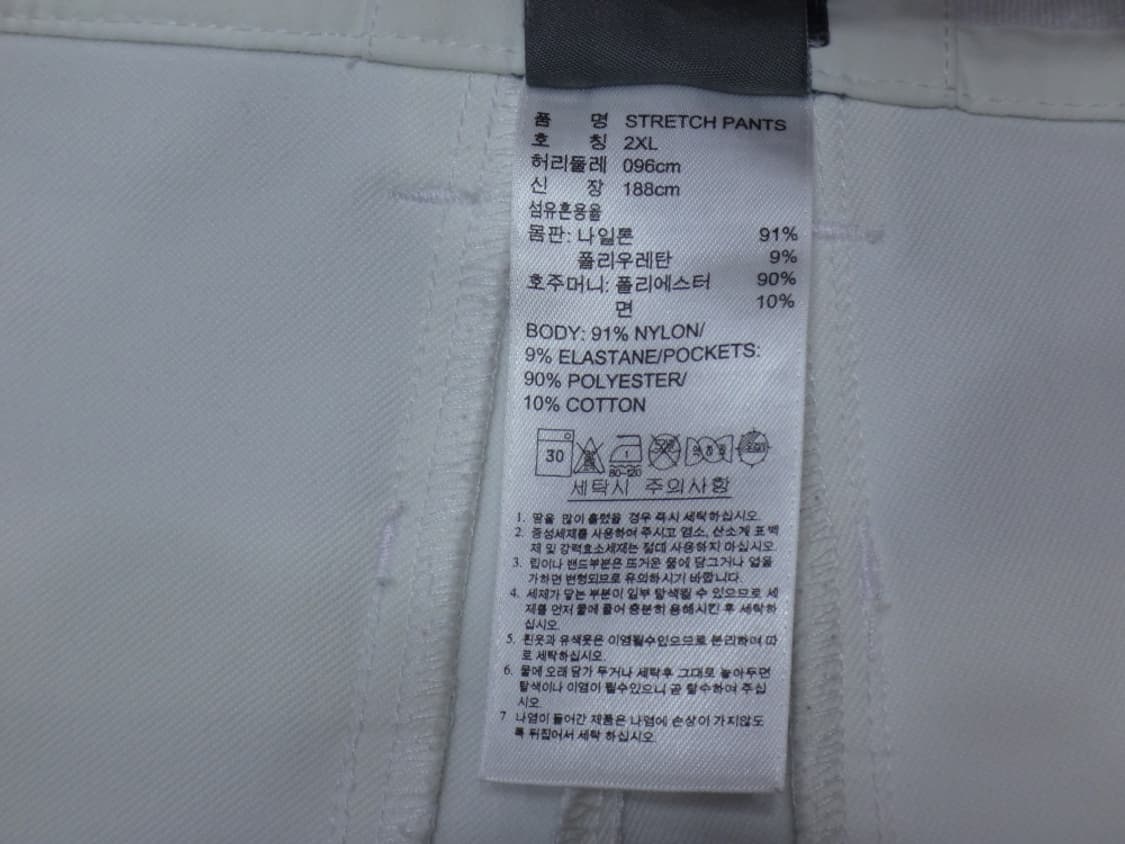 품 명 STRETCH PANTS
호 칭 2XL
허리둘레 096cm
신 장 188cm
섬유혼용율
몸판: 나일론 91%
폴리우레탄 9%
호주머니: 폴리에스터 90%
면 10%
BODY: 91% NYLON/
9% ELASTANE/POCKETS:
90% POLYESTER/
10% COTTON
30
1
80-120
세탁시 주의사항
1. 땀을 많이 흘렸을 경우 즉시 세탁하십시오.
2. 중성세제를 사용하여 주시고 염소, 산소계 표백
제 및 강력효소세제는 절대 사용하지 마십시오.
3. 립이나 밴드부분은 뜨거운 물에 담그거나 열을
가하면 변형되므로 유의하시기 바랍니다.
4. 세제가 닿는 부분이 일부 탈색될 수 있으므로 세
제를 먼저 물에 풀어 충분히 용해시킨 후 세탁하
십시오.
5. 흰옷과 유색옷은 이염될수있으므로 분리하여 따
로 세탁하십시오.
6. 물에 오래 담가 두거나 세탁후 그대로 놓아두면
탈색이나 이염이 될수있으니 곧 탈수하여 주십
시오.
7 나염이 들어간 제품은 나염에 손상이 가지않도
록 뒤집어서 세탁 하십시오.